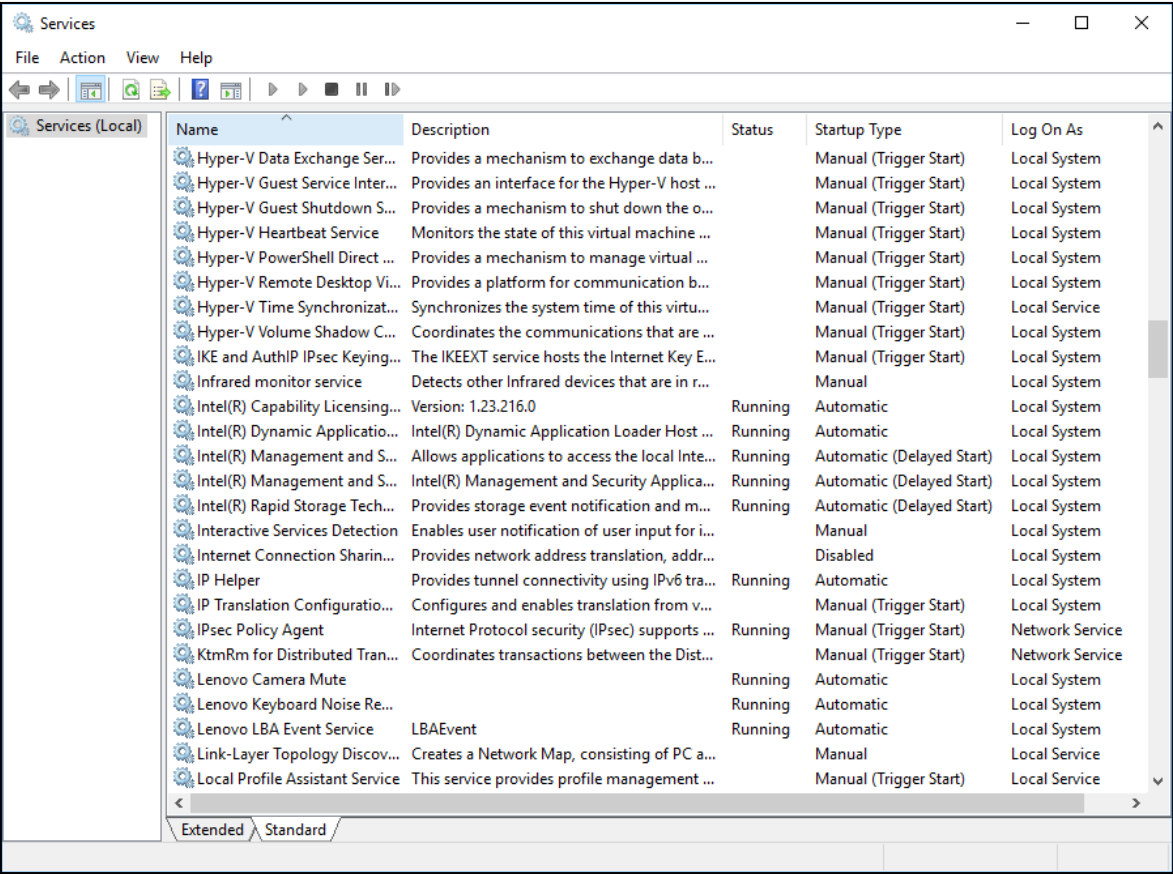 Services
File Action View Help
Services (Local)
Name Description Status Startup Type Log On As
Hyper-V Data Exchange Ser... Provides a mechanism to exchange data b... Manual (Trigger Start) Local System
Hyper-V Guest Service Inter... Provides an interface for the Hyper-V host ... Manual (Trigger Start) Local System
Hyper-V Guest Shutdown S... Provides a mechanism to shut down the o... Manual (Trigger Start) Local System
Hyper-V Heartbeat Service Monitors the state of this virtual machine ... Manual (Trigger Start) Local System
Hyper-V PowerShell Direct ... Provides a mechanism to manage virtual ... Manual (Trigger Start) Local System
Hyper-V Remote Desktop Vi... Provides a platform for communication b... Manual (Trigger Start) Local System
Hyper-V Time Synchronizat... Synchronizes the system time of this virtu... Manual (Trigger Start) Local Service
Hyper-V Volume Shadow C... Coordinates the communications that are ... Manual (Trigger Start) Local System
IKE and AuthIP IPsec Keying... The IKEEXT service hosts the Internet Key E... Manual (Trigger Start) Local System
Infrared monitor service Detects other Infrared devices that are in r... Manual Local System
Intel(R) Capability Licensing... Version: 1.23.216.0 Running Automatic Local System
Intel(R) Dynamic Applicatio... Intel(R) Dynamic Application Loader Host ... Running Automatic Local System
Intel(R) Management and S... Allows applications to access the local Inte... Running Automatic (Delayed Start) Local System
Intel(R) Management and S... Intel(R) Management and Security Applica... Running Automatic (Delayed Start) Local System
Intel(R) Rapid Storage Tech... Provides storage event notification and m... Running Automatic (Delayed Start) Local System
Interactive Services Detection Enables user notification of user input for i... Manual Local System
Internet Connection Sharin... Provides network address translation, addr... Disabled Local System
IP Helper Provides tunnel connectivity using IPv6 tra... Running Automatic Local System
IP Translation Configuratio... Configures and enables translation from v... Manual (Trigger Start) Local System
IPsec Policy Agent Internet Protocol security (IPsec) supports ... Running Manual (Trigger Start) Network Service
KtmRm for Distributed Tran... Coordinates transactions between the Dist... Manual (Trigger Start) Network Service
Lenovo Camera Mute Running Automatic Local System
Lenovo Keyboard Noise Re... Running Automatic Local System
Lenovo LBA Event Service LBAEvent Running Automatic Local System
Link-Layer Topology Discov... Creates a Network Map, consisting of PC a... Manual Local Service
Local Profile Assistant Service This service provides profile management ... Manual (Trigger Start) Local Service
Extended Standard